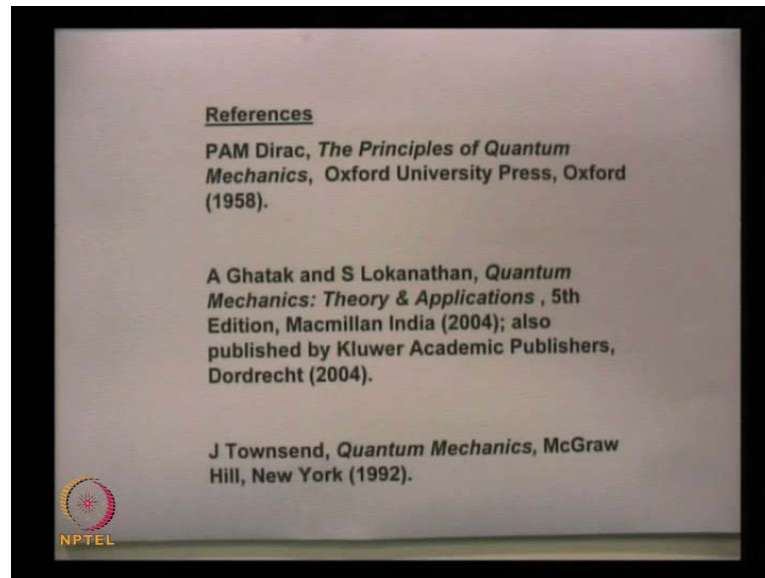 References
PAM Dirac, The Principles of Quantum
Mechanics, Oxford University Press, Oxford
(1958).
A Ghatak and S Lokanathan, Quantum
Mechanics: Theory & Applications , 5th
Edition, Macmillan India (2004); also
published by Kluwer Academic Publishers,
Dordrecht (2004).
J Townsend, Quantum Mechanics, McGraw
Hill, New York (1992).
NPTEL